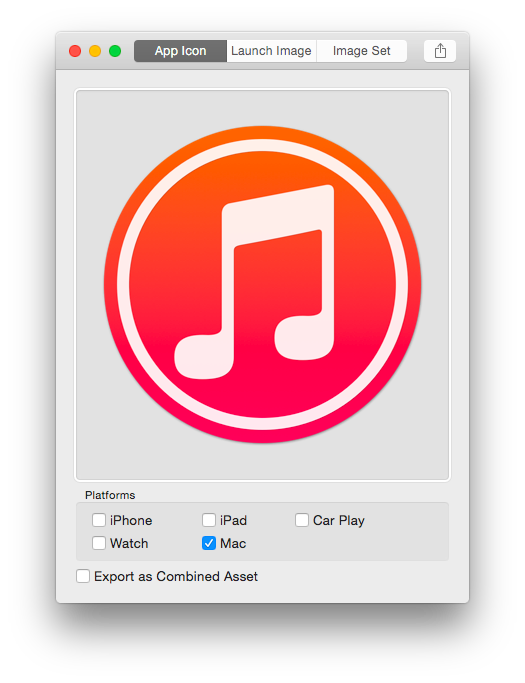 App Icon Launch Image Image Set
Platforms
iPhone iPad Car Play
Watch Mac
Export as Combined Asset